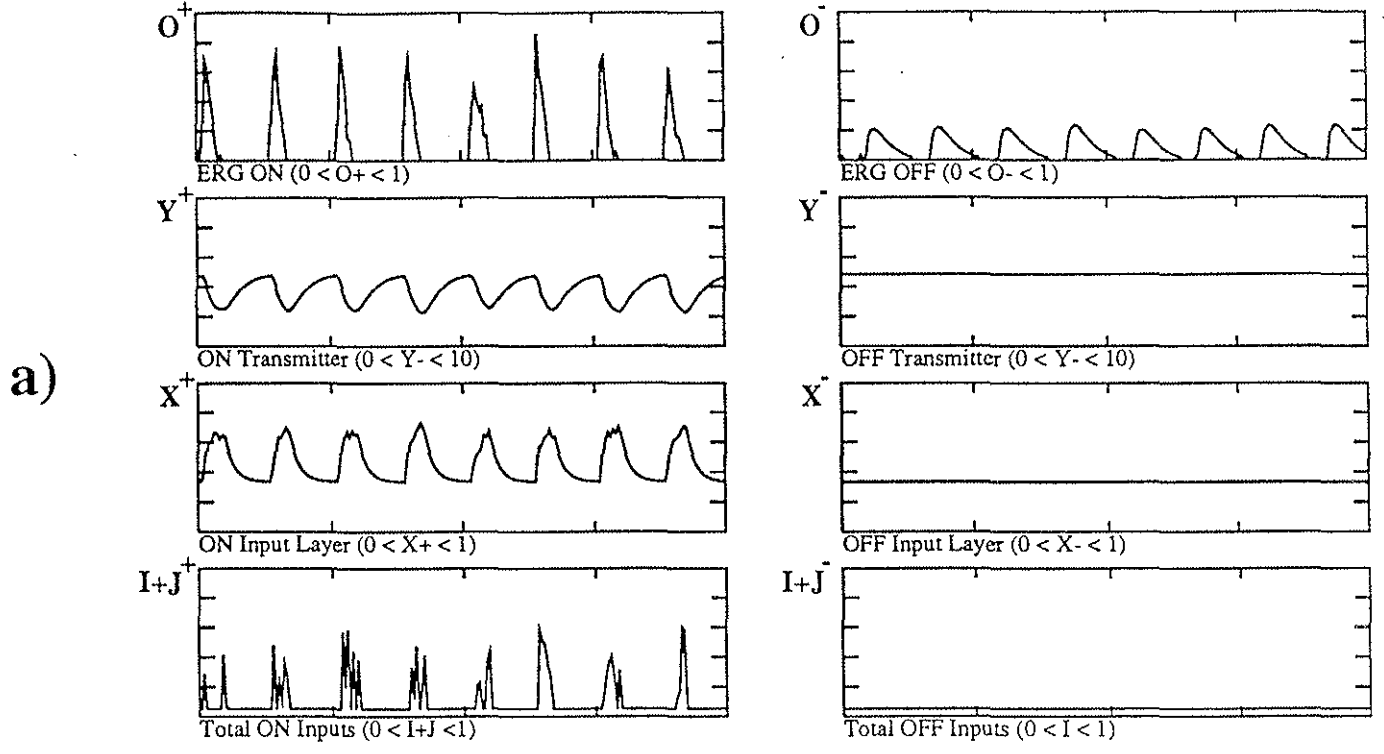 O+
ERG ON (0 < O+ < 1)
Y+
ON Transmitter (0 < Y- < 10)
X+
ON Input Layer (0 < X+ < 1)
I+J+
Total ON Inputs (0 < I+J <1)
a)
O-
ERG OFF (0 < O- < 1)
Y-
OFF Transmitter (0 < Y- < 10)
X-
OFF Input Layer (0 < X- < 1)
I+J-
Total OFF Inputs (0 < I < 1)